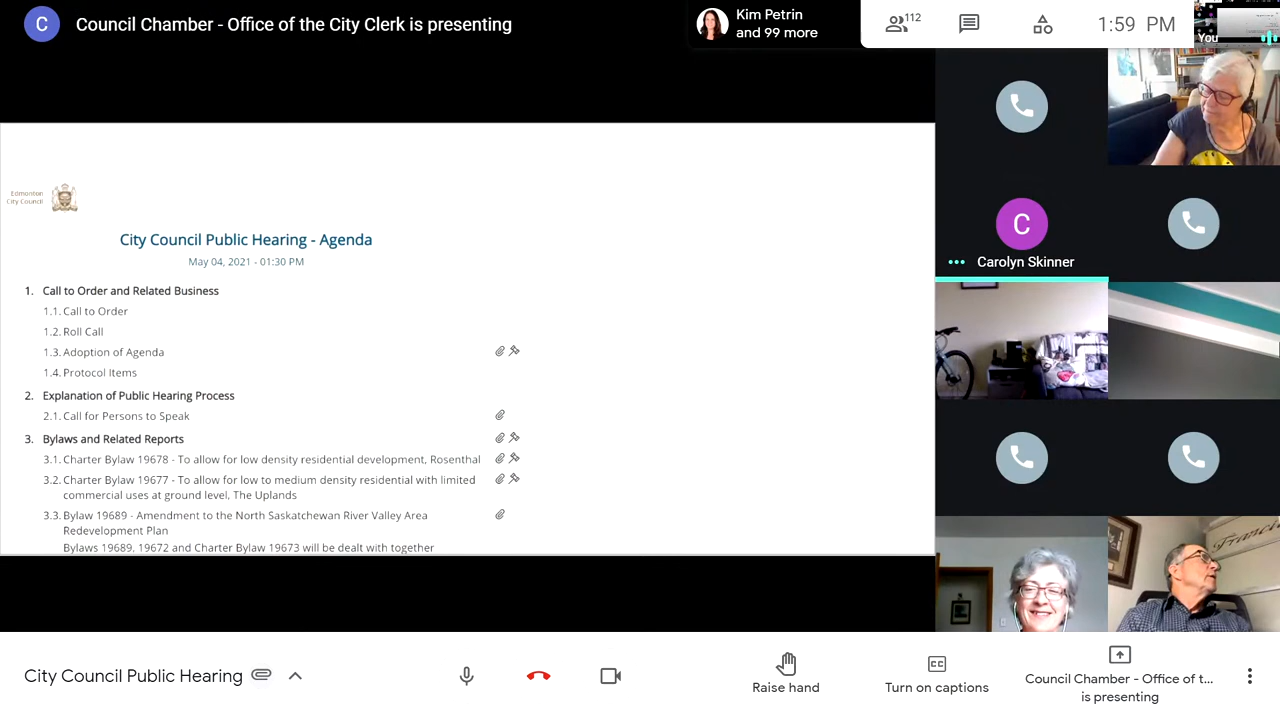 C
Council Chamber - Office of the City Clerk is presenting
Kim Petrin
and 99 more
112
1:59 PM
You
Edmonton
City Council
City Council Public Hearing - Agenda
May 04, 2021 - 01:30 PM
1. Call to Order and Related Business
1.1. Call to Order
1.2. Roll Call
1.3. Adoption of Agenda
1.4. Protocol Items
2. Explanation of Public Hearing Process
2.1. Call for Persons to Speak
3. Bylaws and Related Reports
3.1. Charter Bylaw 19678 - To allow for low density residential development, Rosenthal
3.2. Charter Bylaw 19677 - To allow for low to medium density residential with limited
commercial uses at ground level, The Uplands
3.3. Bylaw 19689 - Amendment to the North Saskatchewan River Valley Area
Redevelopment Plan
Bylaws 19689, 19672 and Charter Bylaw 19673 will be dealt with together
C
Carolyn Skinner
Francis
City Council Public Hearing
Raise hand
CC
Turn on captions
Council Chamber - Office of t...
is presenting